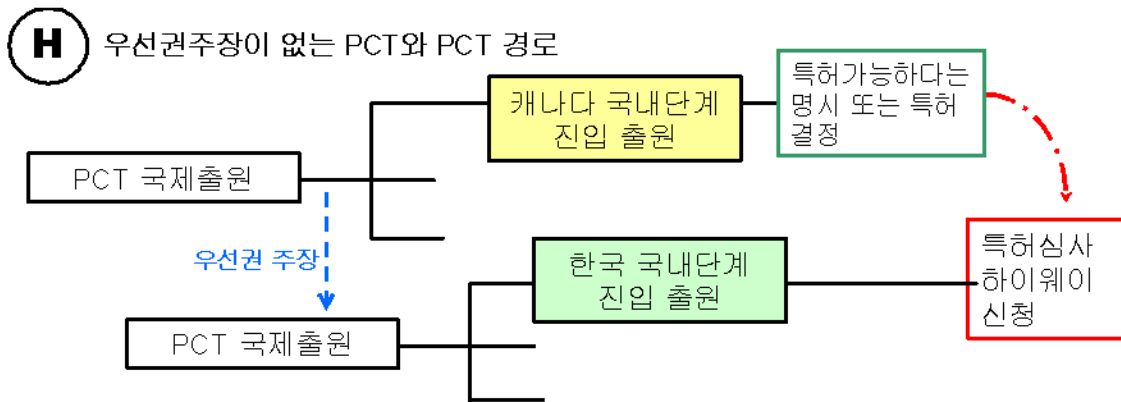 H 우선권주장이 없는 PCT와 PCT 경로
캐나다 국내단계
진입 출원
특허가능하다는
명시 또는 특허
결정
PCT 국제출원
우선권 주장
한국 국내단계
진입 출원
특허심사
하이웨이
신청
PCT 국제출원